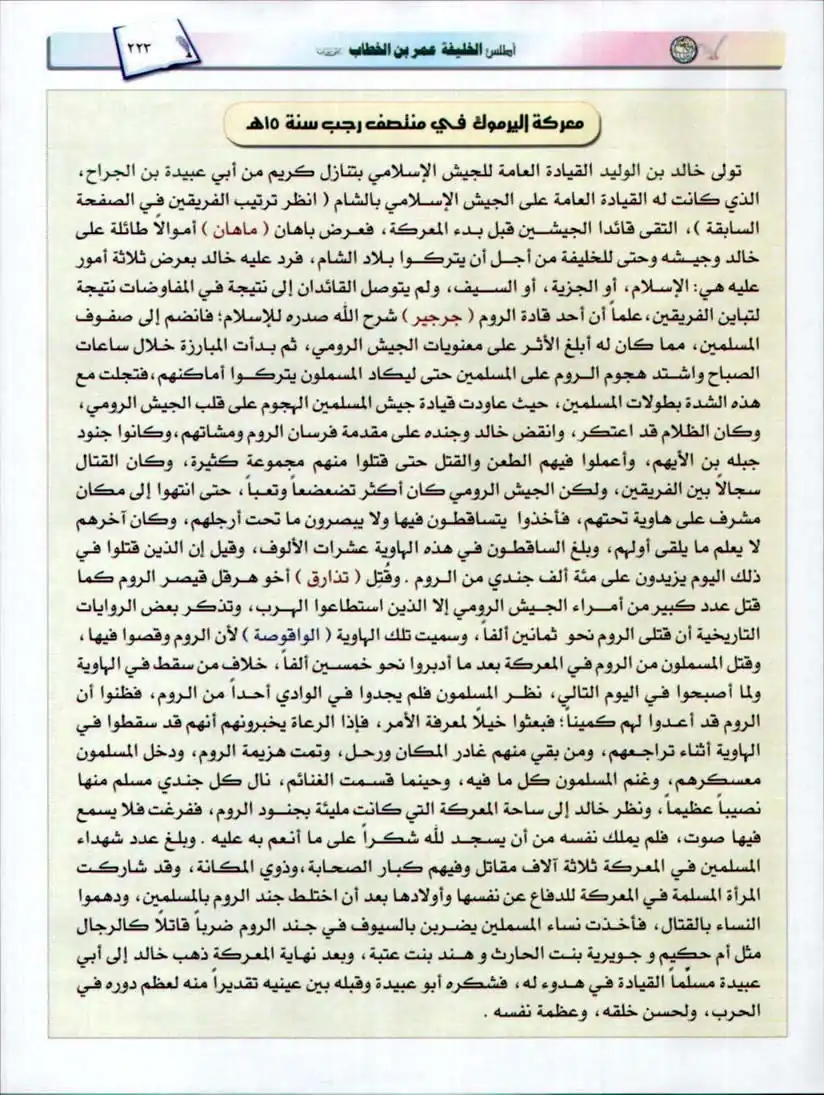 ٢٢٣
أطلس الخليفة عمر بن الخطاب
معركة اليرموك في منتصف رجب سنة ١٥هـ
تولى خالد بن الوليد القيادة العامة للجيش الإسلامي بتنازل كريم من أبي عبيدة بن الجراح،
الذي كانت له القيادة العامة على الجيش الإسلامي بالشام ( انظر ترتيب الفريقين في الصفحة
السابقة )، التقى قائدا الجيشين قبل بدء المعركة، فعرض باهان ( ماهان ) أموالاً طائلة على
خالد وجيشه وحتى للخليفة من أجل أن يتركوا بلاد الشام، فرد عليه خالد بعرض ثلاثة أمور
عليه هي: الإسلام، أو الجزية، أو السيف، ولم يتوصل القائدان إلى نتيجة في المفاوضات نتيجة
لتباين الفريقين، علماً أن أحد قادة الروم ( جرجير ) شرح الله صدره للإسلام؛ فانضم إلى صفوف
المسلمين، مما كان له أبلغ الأثر على معنويات الجيش الرومي، ثم بدأت المبارزة خلال ساعات
الصباح واشتد هجوم الروم على المسلمين حتى ليكاد المسملون يتركوا أماكنهم، فتجلت مع
هذه الشدة بطولات المسلمين، حيث عاودت قيادة جيش المسلمين الهجوم على قلب الجيش الرومي،
وكان الظلام قد اعتكر، وانقض خالد وجنده على مقدمة فرسان الروم ومشاتهم، وكانوا جنود
جبله بن الأيهم، وأعملوا فيهم الطعن والقتل حتى قتلوا منهم مجموعة كثيرة، وكان القتال
سجالاً بين الفريقين، ولكن الجيش الرومي كان أكثر تضعضعاً وتعباً، حتى انتهوا إلى مكان
مشرف على هاوية تحتهم، فأخذوا يتساقطون فيها ولا يبصرون ما تحت أرجلهم، وكان آخرهم
لا يعلم ما يلقى أولهم، وبلغ الساقطون في هذه الهاوية عشرات الألوف، وقيل إن الذين قتلوا في
ذلك اليوم يزيدون على مئة ألف جندي من الروم . وقُتِل ( تذارق ) أخو هرقل قيصر الروم كما
قتل عدد كبير من أمراء الجيش الرومي إلا الذين استطاعوا الهرب، وتذكر بعض الروايات
التاريخية أن قتلى الروم نحو ثمانين ألفاً، وسميت تلك الهاوية ( الواقوصة ) لأن الروم وقصوا فيها،
وقتل المسملون من الروم في المعركة بعد ما أدبروا نحو خمسين ألفاً، خلاف من سقط في الهاوية
ولما أصبحوا في اليوم التالي، نظر المسلمون فلم يجدوا في الوادي أحداً من الروم، فظنوا أن
الروم قد أعدوا لهم كميناً؛ فبعثوا خيلاً لمعرفة الأمر، فإذا الرعاة يخبرونهم أنهم قد سقطوا في
الهاوية أثناء تراجعهم، ومن بقي منهم غادر المكان ورحل، وتمت هزيمة الروم، ودخل المسلمون
معسكرهم، وغنم المسلمون كل ما فيه، وحينما قسمت الغنائم، نال كل جندي مسلم منها
نصيباً عظيماً، ونظر خالد إلى ساحة المعركة التي كانت مليئة بجنود الروم، ففرغت فلا يسمع
فيها صوت، فلم يملك نفسه من أن يسجد لله شكراً على ما أنعم به عليه . وبلغ عدد شهداء
المسلمين في المعركة ثلاثة آلاف مقاتل وفيهم كبار الصحابة، وذوي المكانة، وقد شاركت
المرأة المسلمة في المعركة للدفاع عن نفسها وأولادها بعد أن اختلط جند الروم بالمسلمين، ودهموا
النساء بالقتال، فأخذت نساء المسملين يضربن بالسيوف في جند الروم ضرباً قاتلاً كالرجال
مثل أم حكيم و جويرية بنت الحارث و هند بنت عتبة، وبعد نهاية المعركة ذهب خالد إلى أبي
عبيدة مسلِّماً القيادة في هدوء له، فشكره أبو عبيدة وقبله بين عينيه تقديراً منه لعظم دوره في
الحرب، ولحسن خلقه، وعظمة نفسه .